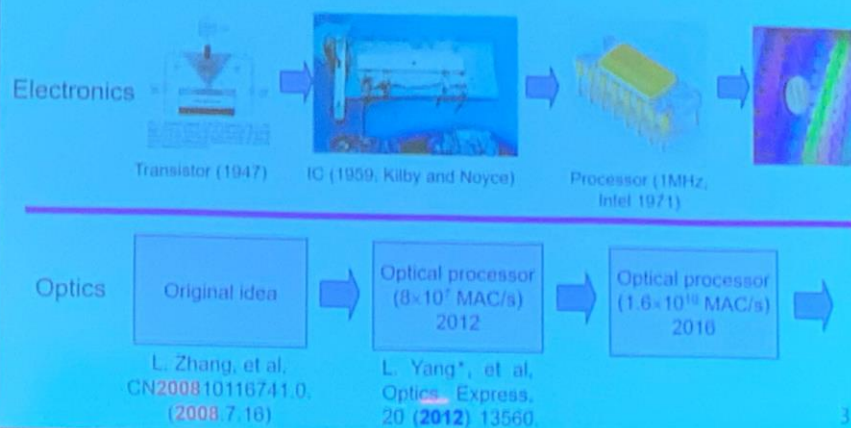 Electronics
Transistor (1947)
IC (1959, Kilby and Noyce)
Processor (1MHz,
Intel 1971)
Optics
Original idea
Optical processor
(8×10⁷ MAC/s)
2012
Optical processor
(1.6×10¹⁰ MAC/s)
2016
L. Zhang, et al,
CN200810116741.0,
(2008.7.16)
L. Yang*, et al,
Optics Express,
20 (2012) 13560.
3